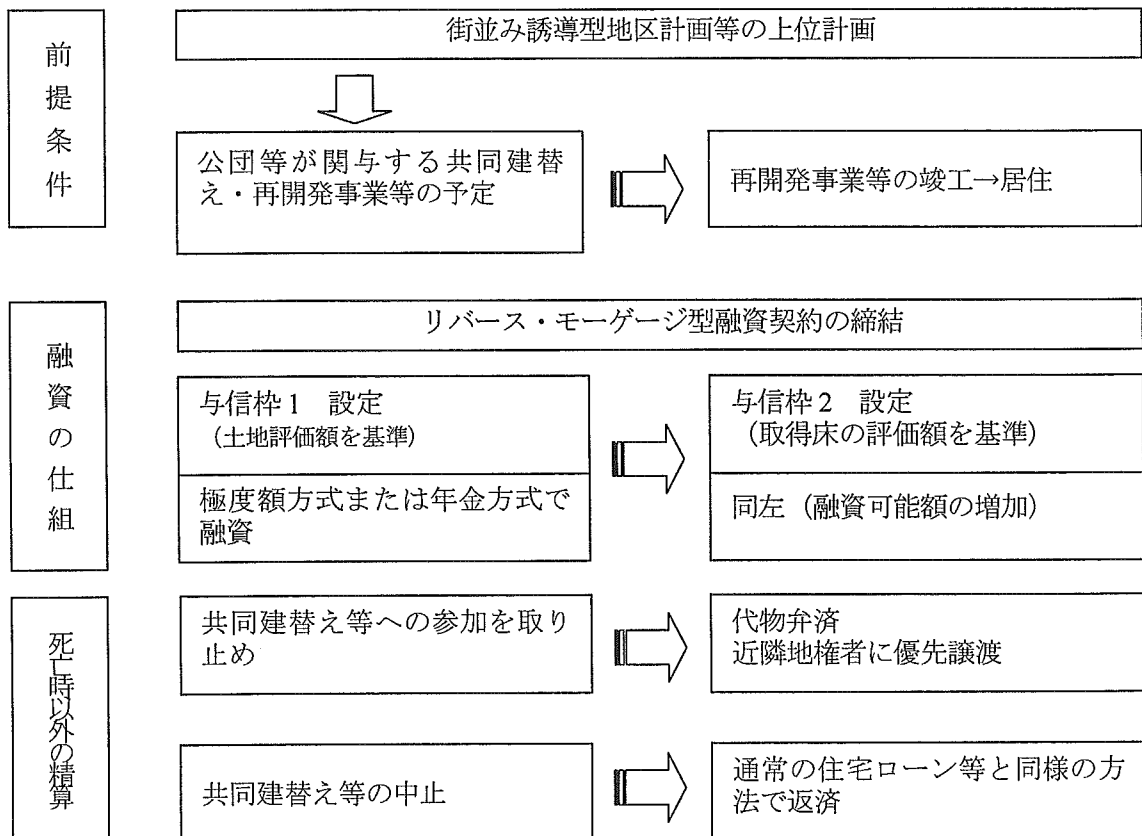 前提条件
街並み誘導型地区計画等の上位計画
公団等が関与する共同建替
え・再開発事業等の予定
再開発事業等の竣工→居住
融資の仕組
リバース・モーゲージ型融資契約の締結
与信枠1 設定
（土地評価額を基準）
与信枠2 設定
（取得床の評価額を基準）
極度額方式または年金方式で
融資
同左（融資可能額の増加）
死亡時以外の精算
共同建替え等への参加を取り
止め
代物弁済
近隣地権者に優先譲渡
共同建替え等の中止
通常の住宅ローン等と同様の方
法で返済